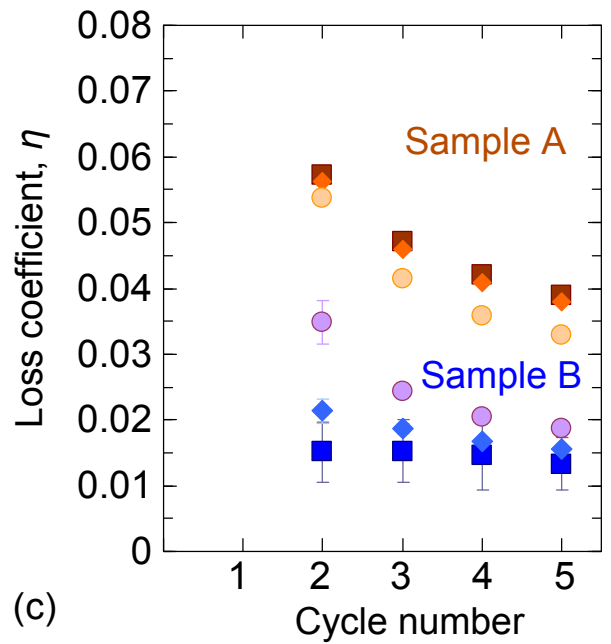 0.08
0.07
0.06
0.05
0.04
0.03
0.02
0.01
0
Loss coefficient, η
Sample A
Sample B
1 2 3 4 5
Cycle number
(c)